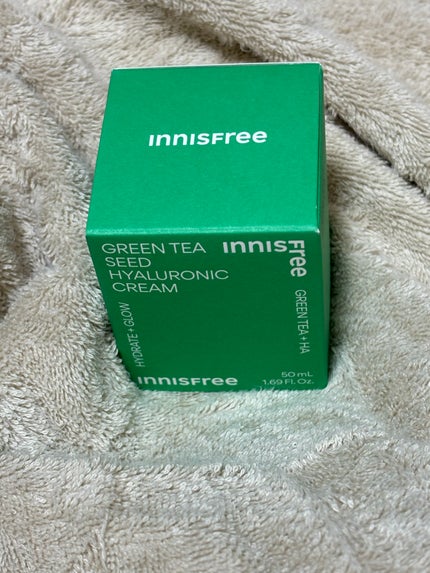 INNISFree
GREEN TEA
SEED
HYALURONIC
CREAM
INNISFree
HYDRATE + GLOW
GREEN TEA + HA
INNISFree
50 mL
1.69 Fl. Oz.